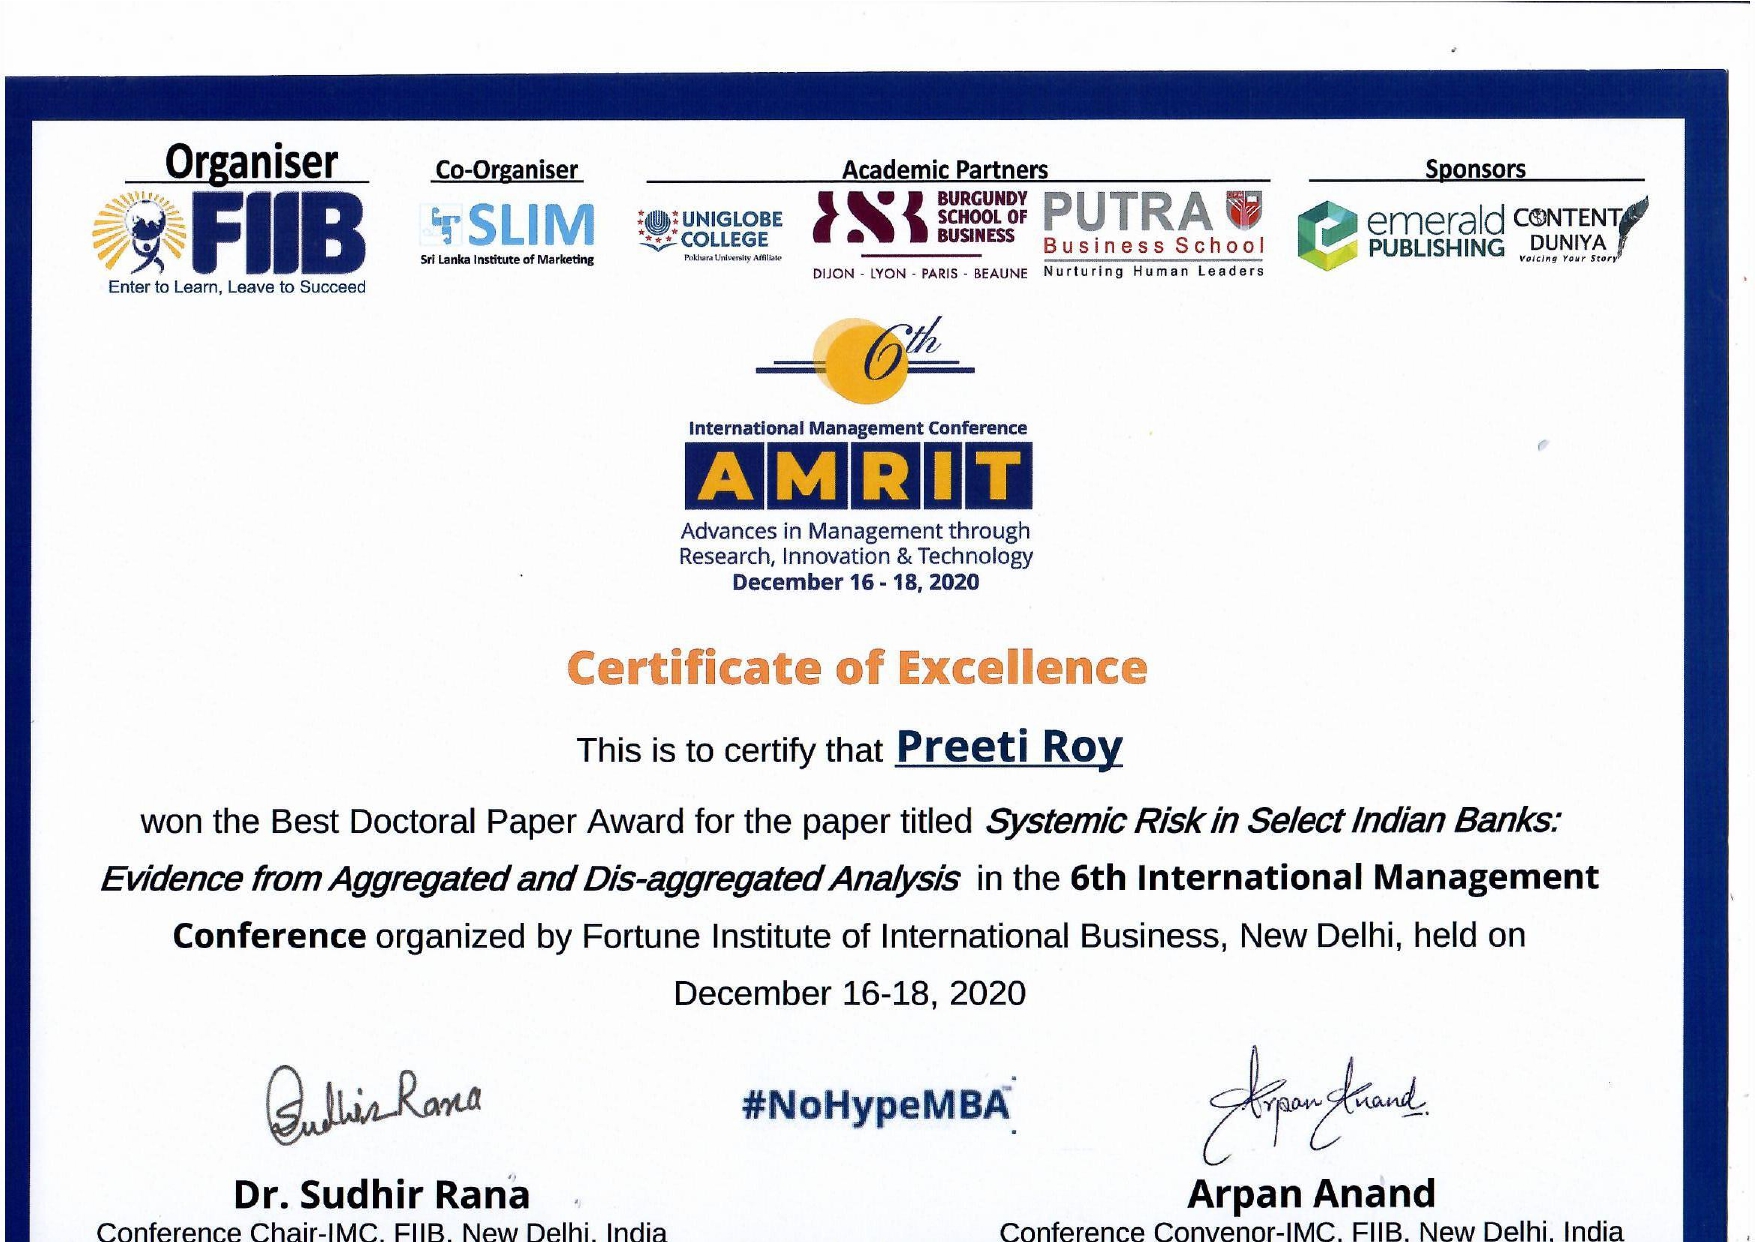 Organiser
Co-Organiser
Academic Partners
Sponsors
FIIB
Enter to Learn, Leave to Succeed
SLIM
Sri Lanka Institute of Marketing
UNIGLOBE
COLLEGE
Pokhara University Affiliate
BSB
BURGUNDY
SCHOOL OF
BUSINESS
DIJON - LYON - PARIS - BEAUNE
PUTRA
Business School
Nurturing Human Leaders
emerald
PUBLISHING
CONTENT
DUNIYA
Voicing Your Story
6th
International Management Conference
AMRIT
Advances in Management through
Research, Innovation & Technology
December 16 - 18, 2020
Certificate of Excellence
This is to certify that Preeti Roy
won the Best Doctoral Paper Award for the paper titled Systemic Risk in Select Indian Banks:
Evidence from Aggregated and Dis-aggregated Analysis in the 6th International Management
Conference organized by Fortune Institute of International Business, New Delhi, held on
December 16-18, 2020
Sudhir Rana
#NoHypeMBA
Arpan Anand
Dr. Sudhir Rana
Arpan Anand
Conference Chair-IMC, FIIB, New Delhi, India
Conference Convenor-IMC, FIIB, New Delhi, India